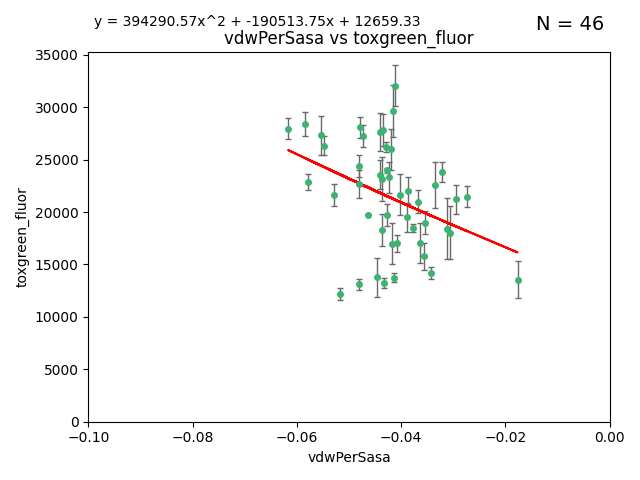 y = 394290.57x^2 + -190513.75x + 12659.33
N = 46
vdwPerSasa vs toxgreen_fluor
35000
30000
25000
20000
15000
10000
5000
0
toxgreen_fluor
−0.10 −0.08 −0.06 −0.04 −0.02 0.00
vdwPerSasa